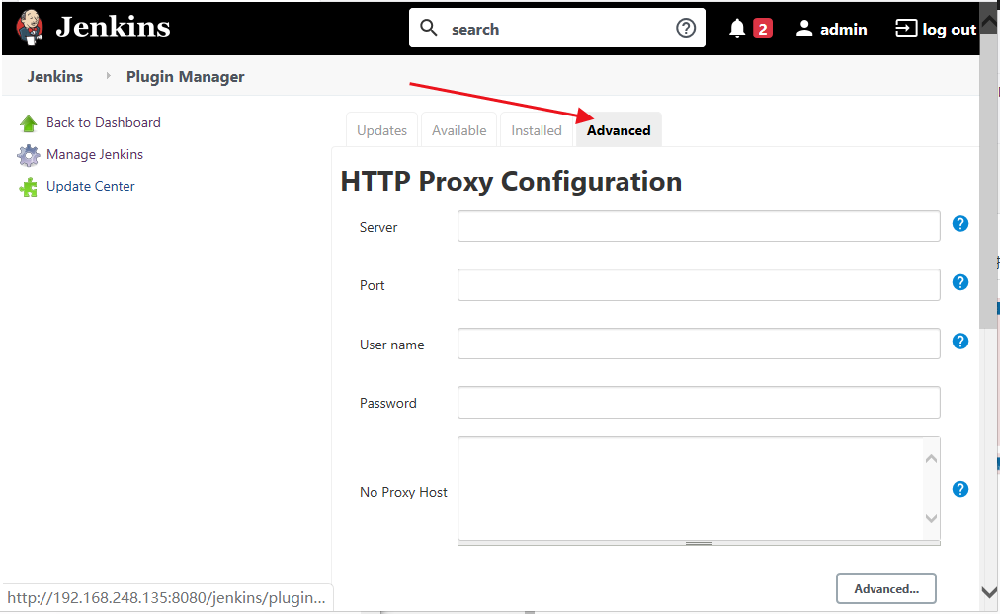 Jenkins
search
2
admin
log out
Jenkins
Plugin Manager
Back to Dashboard
Manage Jenkins
Update Center
Updates
Available
Installed
Advanced
HTTP Proxy Configuration
Server
Port
User name
Password
No Proxy Host
Advanced...
http://192.168.248.135:8080/jenkins/plugin...